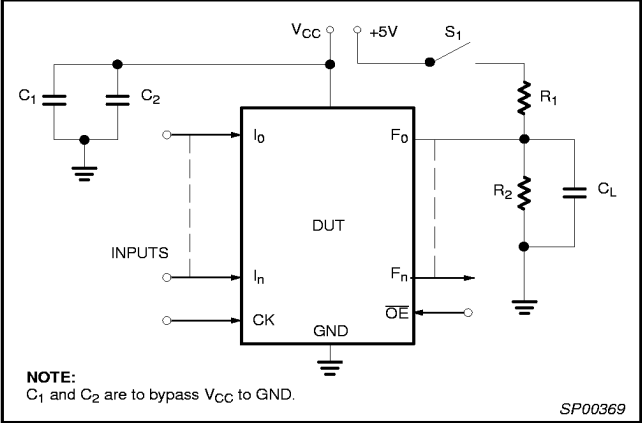 VCC +5V S1
C1 C2 R1
I0 F0
R2 CL
DUT
INPUTS
In Fn
CK OE
GND
NOTE:
C1 and C2 are to bypass VCC to GND.
SP00369